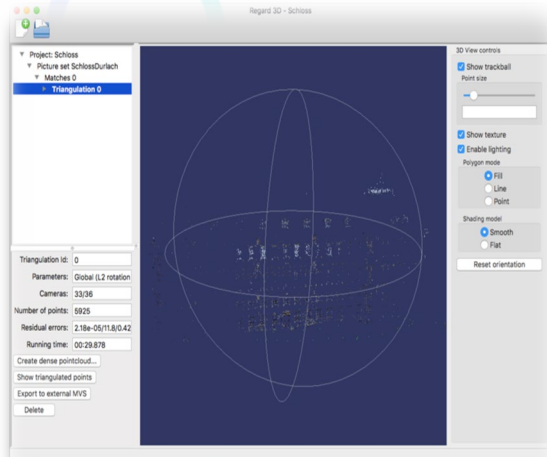 Regard 3D - Schloss
Project: Schloss
Picture set SchlossDurlach
Matches 0
Triangulation 0
Triangulation id: 0
Parameters: Global (L2 rotation
Cameras: 33/36
Number of points: 5925
Residual errors: 2.18e-05/11.8/0.42
Running time: 00:29.878
Create dense pointcloud...
Show triangulated points
Export to external MVS
Delete
3D View controls
Show trackball
Point size
Show texture
Enable lighting
Polygon mode
Fill
Line
Point
Shading model
Smooth
Flat
Reset orientation